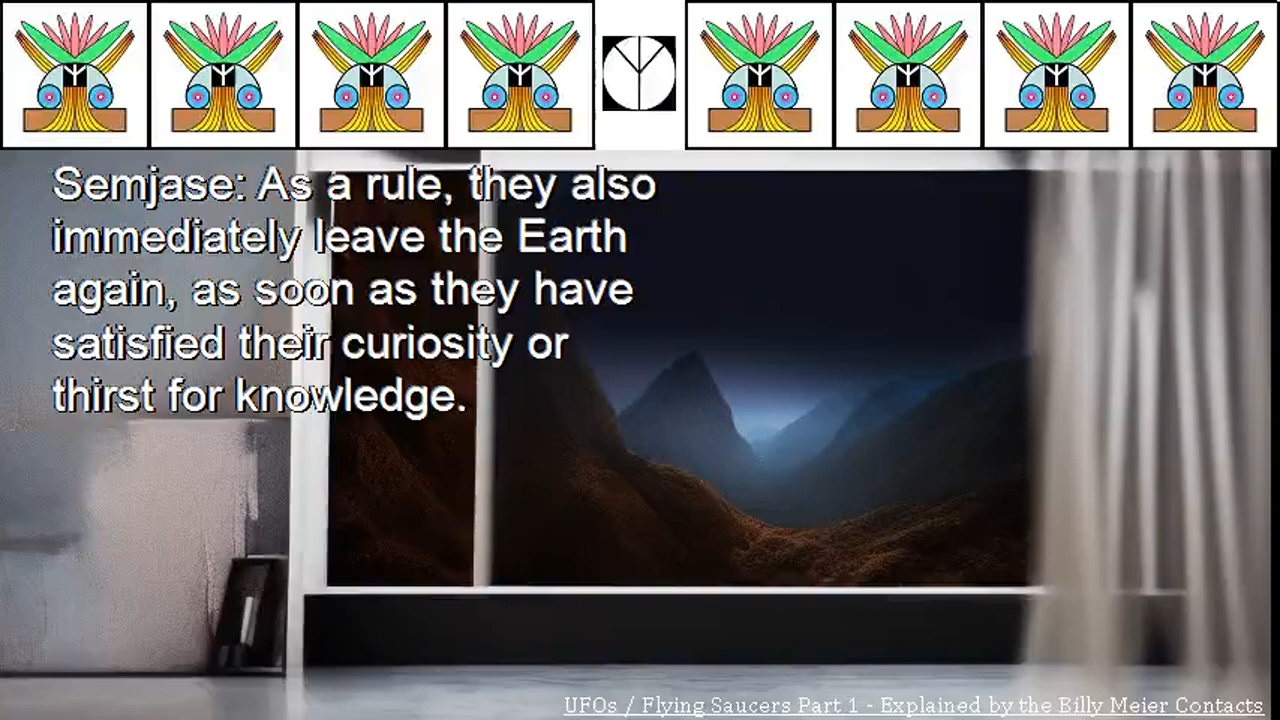 Semjase: As a rule, they also
immediately leave the Earth
again, as soon as they have
satisfied their curiosity or
thirst for knowledge.
UFOs / Flying Saucers Part 1 - Explained by the Billy Meier Contacts